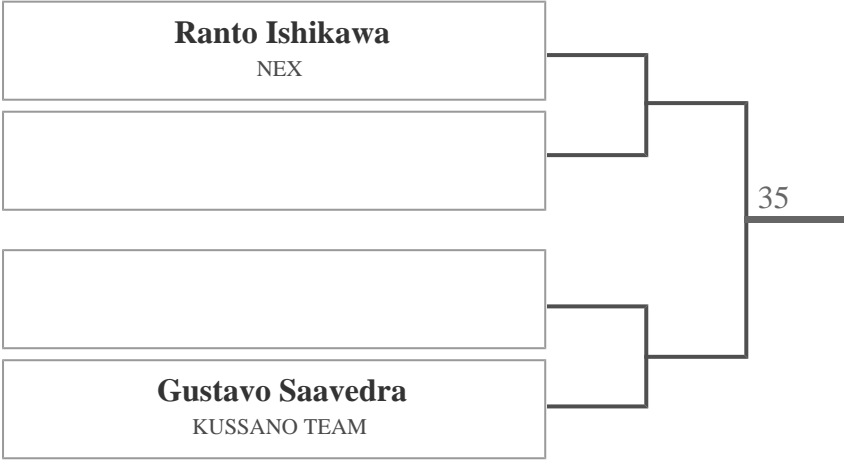 Ranto Ishikawa
NEX
35
Gustavo Saavedra
KUSSANO TEAM